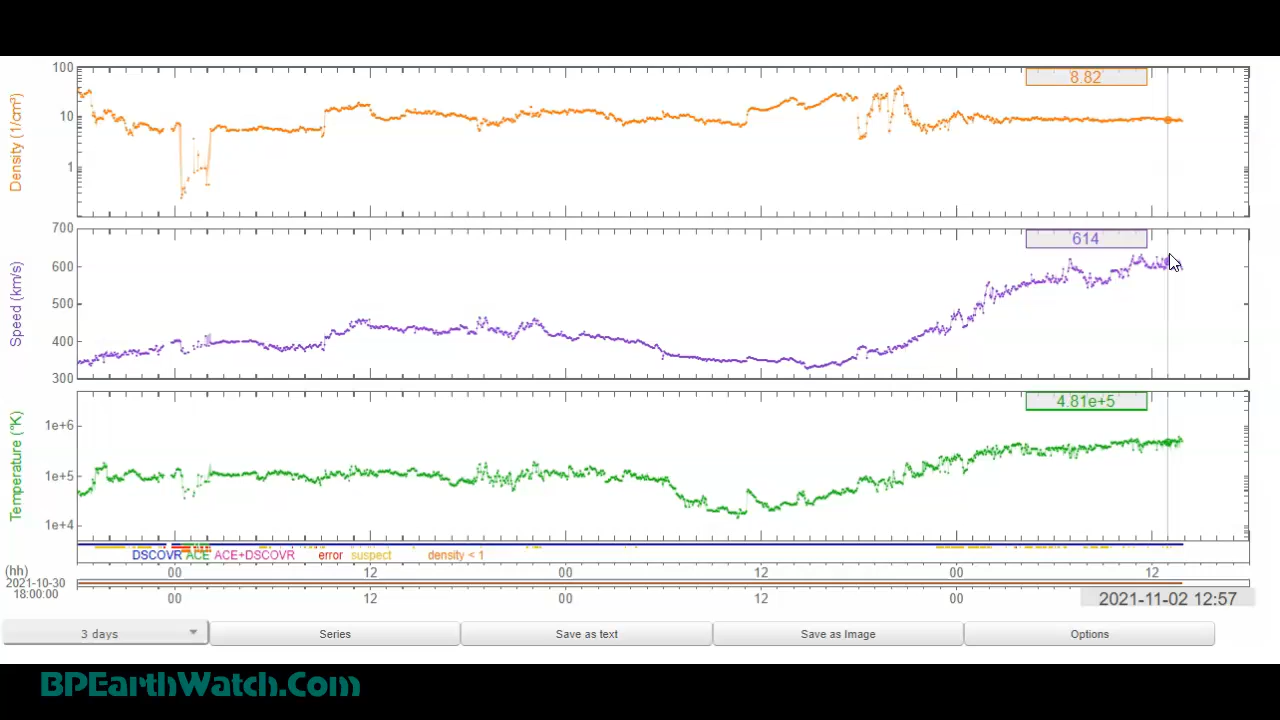 100
8.82
10
1
Density (1/cm³)
700
614
600
500
400
300
Speed (km/s)
4.81e+5
1e+6
1e+5
1e+4
Temperature (°K)
DSCOVR ACE ACE+DSCOVR error suspect density < 1
(hh) 00 12 00 12 00 12
2021-10-30
18:00:00
00 12 00 12 00 2021-11-02 12:57
3 days Series Save as text Save as Image Options
BPEarthWatch.Com